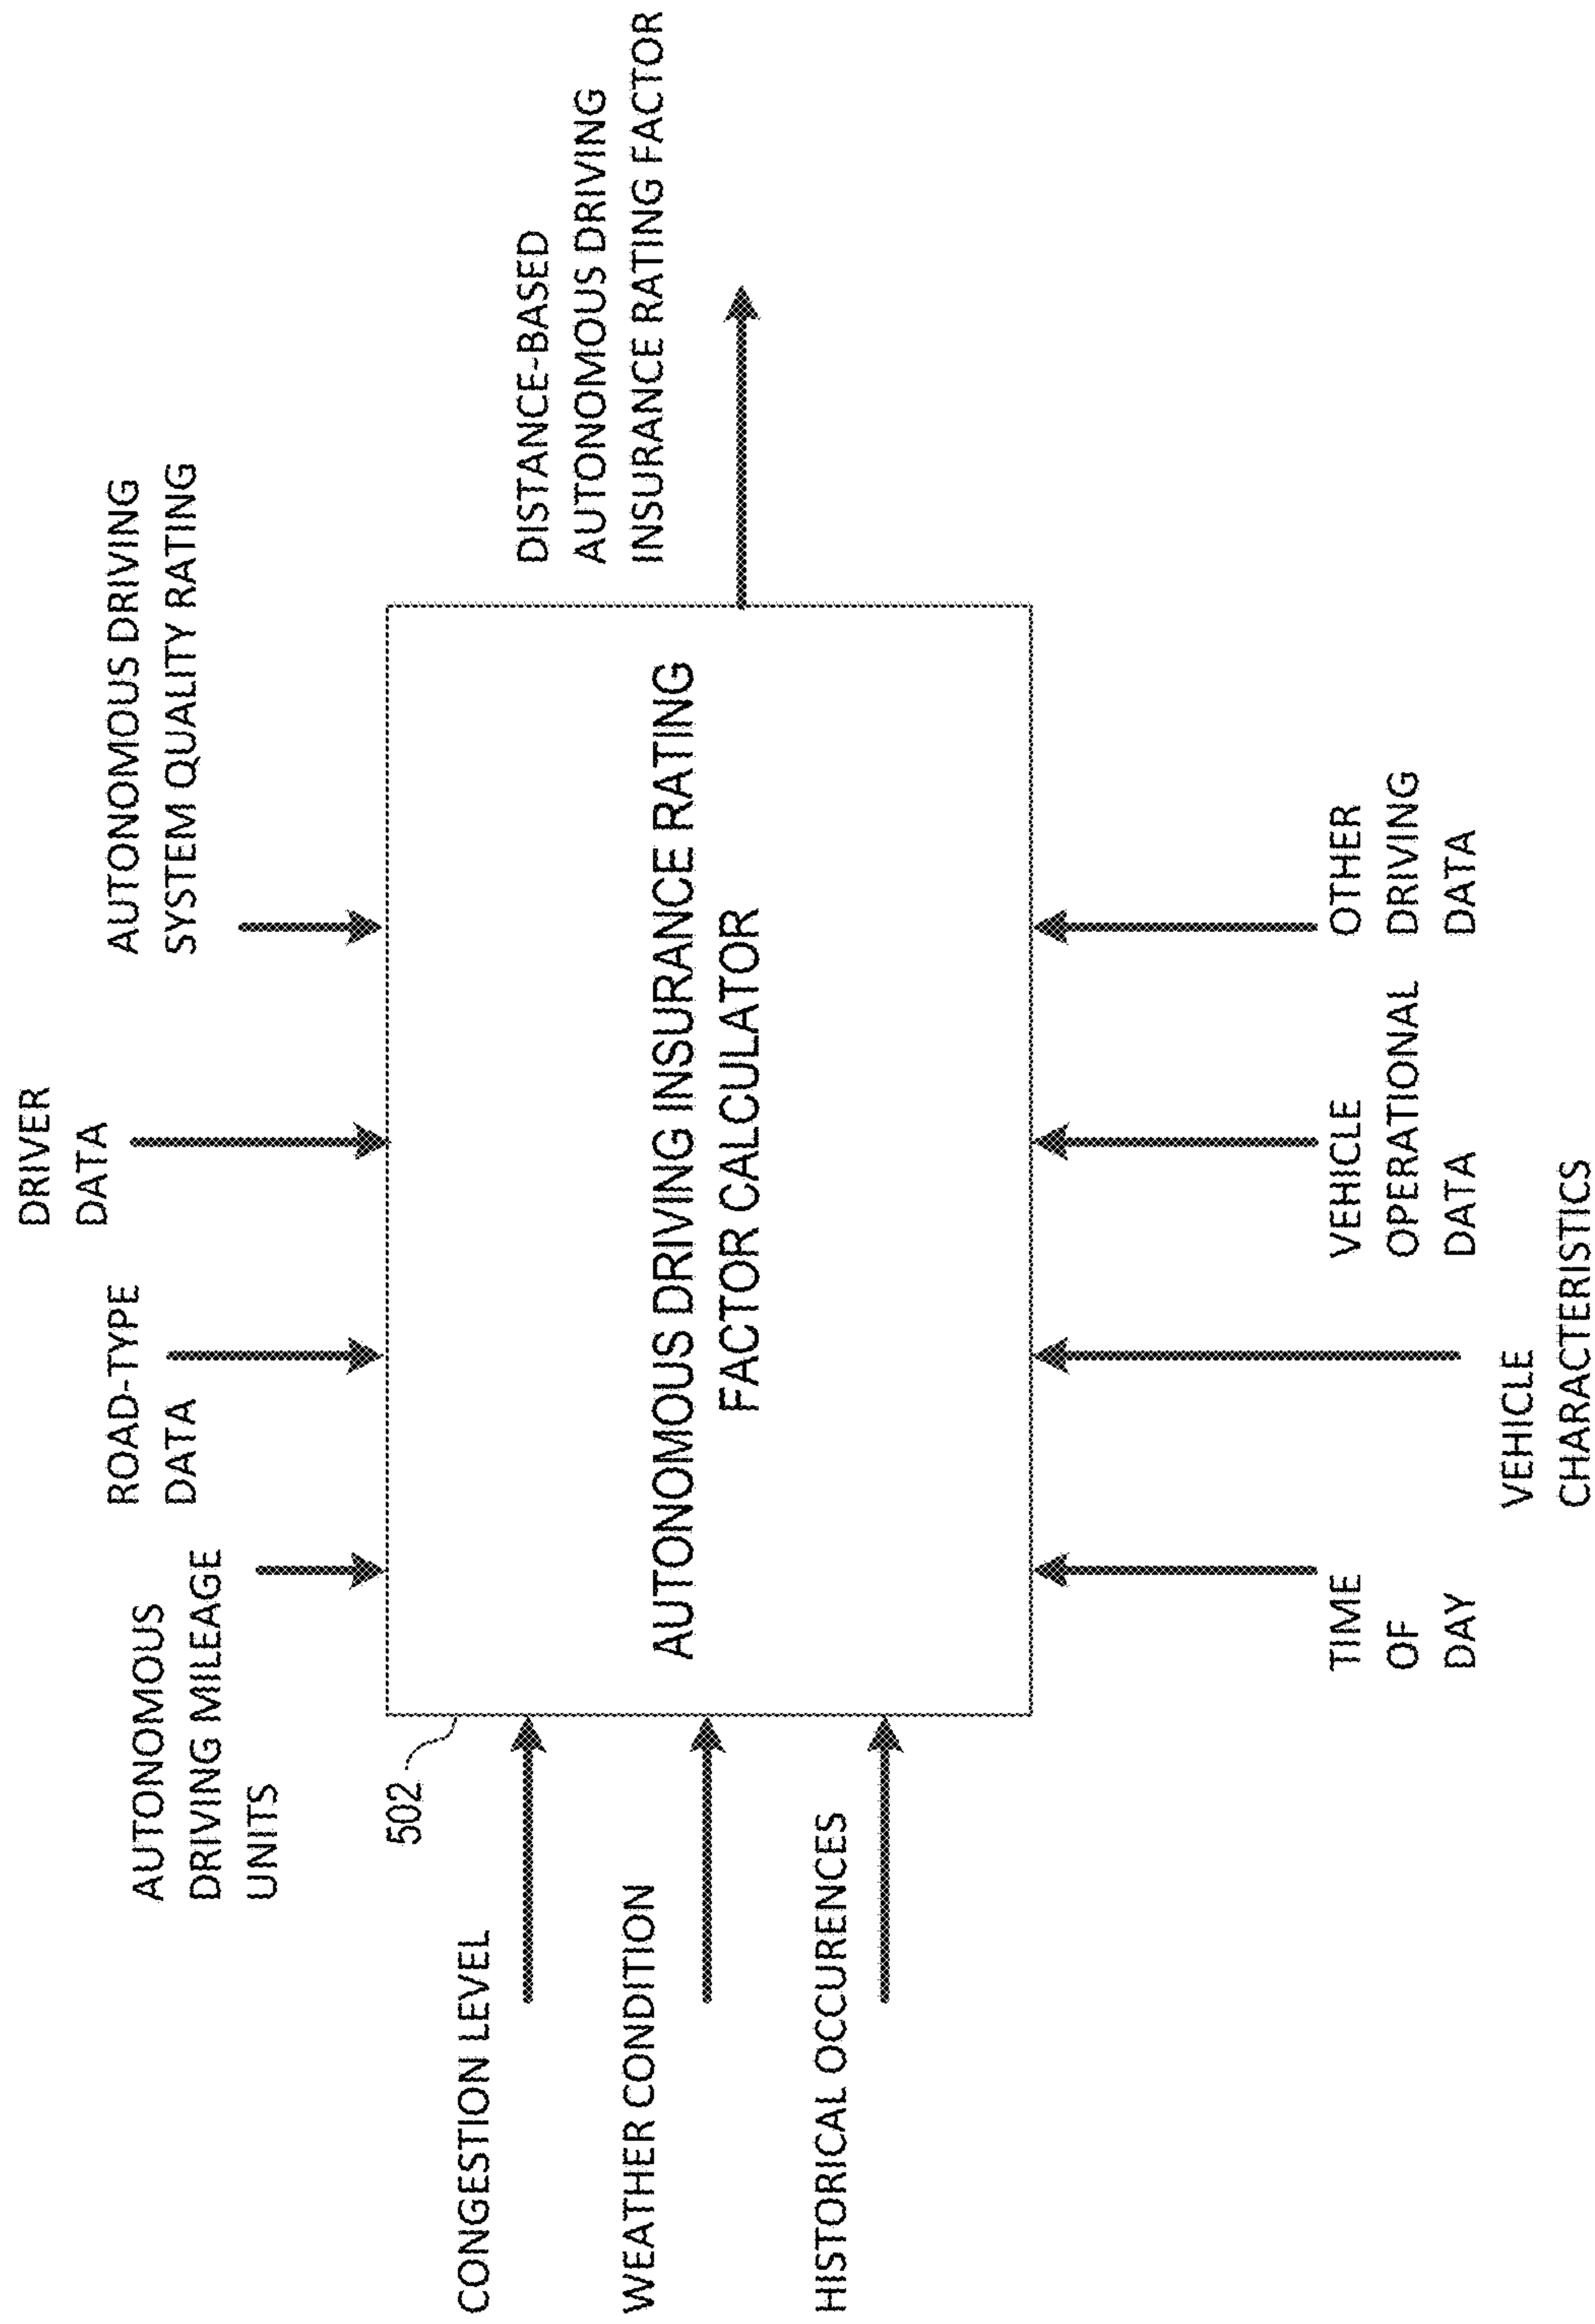 DRIVER
DATA
ROAD-TYPE
DATA
AUTONOMOUS DRIVING
SYSTEM QUALITY RATING
AUTONOMOUS
DRIVING MILEAGE
UNITS
502
CONGESTION LEVEL
WEATHER CONDITION
HISTORICAL OCCURENCES
AUTONOMOUS DRIVING INSURANCE RATING
FACTOR CALCULATOR
DISTANCE-BASED
AUTONOMOUS DRIVING
INSURANCE RATING FACTOR
TIME
OF
DAY
VEHICLE
CHARACTERISTICS
VEHICLE
OPERATIONAL
DATA
OTHER
DRIVING
DATA